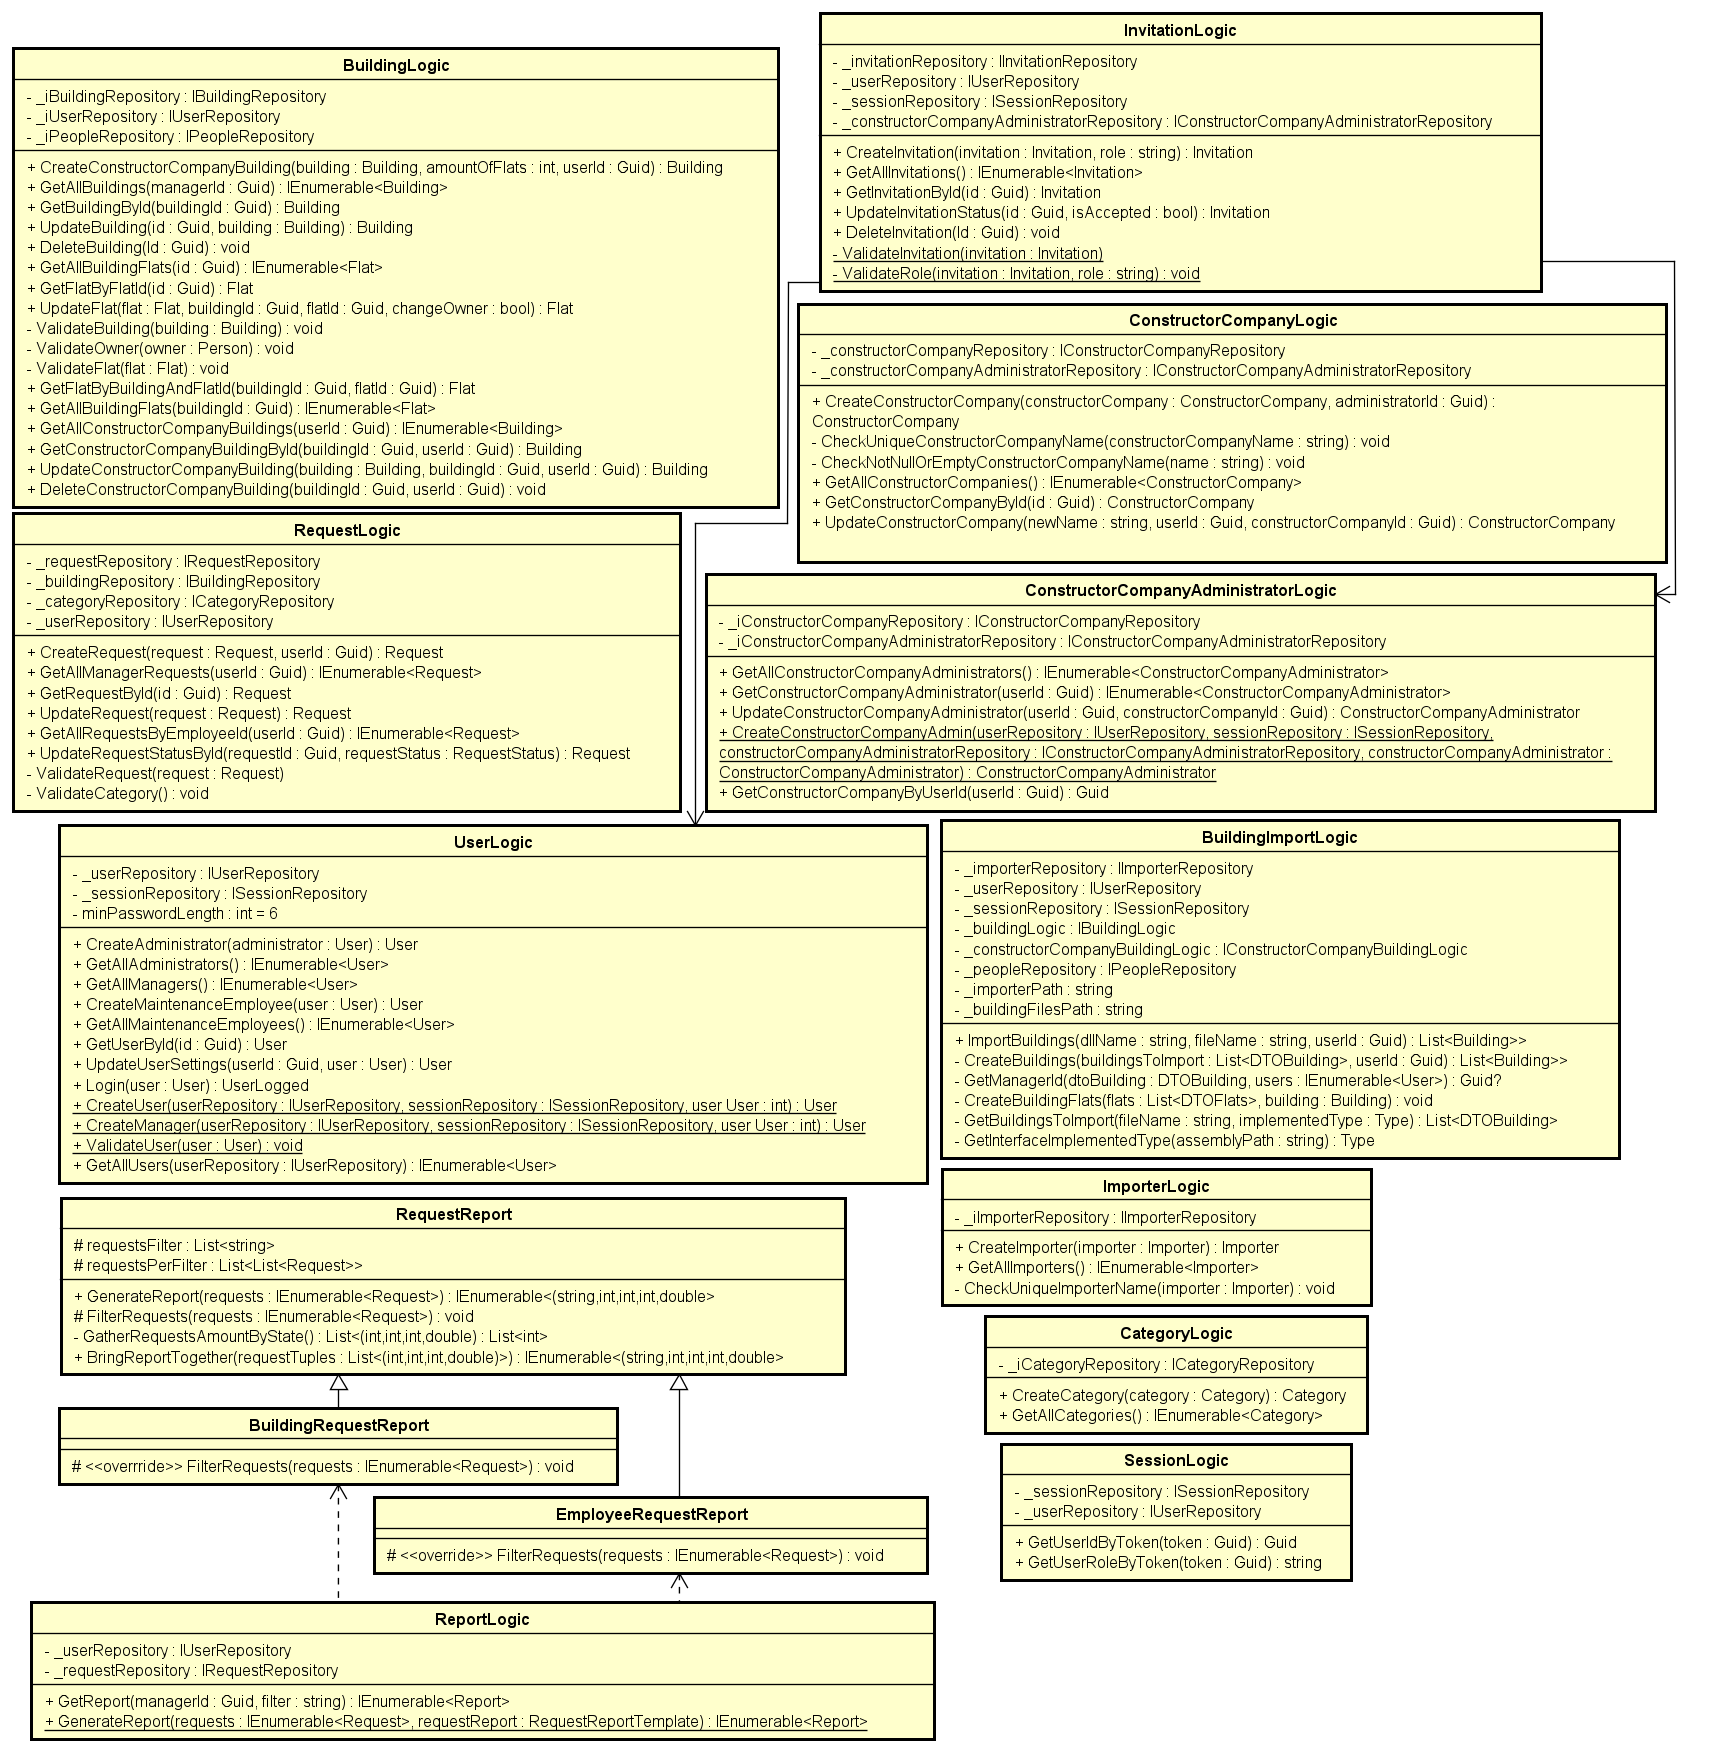 BuildingLogic
- _iBuildingRepository : IBuildingRepository
- _iUserRepository : IUserRepository
- _iPeopleRepository : IPeopleRepository
+ CreateConstructorCompanyBuilding(building : Building, amountOfFlats : int, userId : Guid) : Building
+ GetAllBuildings(managerId : Guid) : IEnumerable<Building>
+ GetBuildingById(buildingId : Guid) : Building
+ UpdateBuilding(id : Guid, building : Building) : Building
+ DeleteBuilding(Id : Guid) : void
+ GetAllBuildingFlats(id : Guid) : IEnumerable<Flat>
+ GetFlatByFlatId(id : Guid) : Flat
+ UpdateFlat(flat : Flat, buildingId : Guid, flatId : Guid, changeOwner : bool) : Flat
- ValidateBuilding(building : Building) : void
- ValidateOwner(owner : Person) : void
- ValidateFlat(flat : Flat) : void
+ GetFlatByBuildingAndFlatId(buildingId : Guid, flatId : Guid) : Flat
+ GetAllBuildingFlats(buildingId : Guid) : IEnumerable<Flat>
+ GetAllConstructorCompanyBuildings(userId : Guid) : IEnumerable<Building>
+ GetConstructorCompanyBuildingById(buildingId : Guid, userId : Guid) : Building
+ UpdateConstructorCompanyBuilding(building : Building, buildingId : Guid, userId : Guid) : Building
+ DeleteConstructorCompanyBuilding(buildingId : Guid, userId : Guid) : void
InvitationLogic
- _invitationRepository : IInvitationRepository
- _userRepository : IUserRepository
- _sessionRepository : ISessionRepository
- _constructorCompanyAdministratorRepository : IConstructorCompanyAdministratorRepository
+ CreateInvitation(invitation : Invitation, role : string) : Invitation
+ GetAllInvitations() : IEnumerable<Invitation>
+ GetInvitationById(id : Guid) : Invitation
+ UpdateInvitationStatus(id : Guid, isAccepted : bool) : Invitation
+ DeleteInvitation(Id : Guid) : void
- ValidateInvitation(invitation : Invitation)
- ValidateRole(invitation : Invitation, role : string) : void
ConstructorCompanyLogic
- _constructorCompanyRepository : IConstructorCompanyRepository
- _constructorCompanyAdministratorRepository : IConstructorCompanyAdministratorRepository
+ CreateConstructorCompany(constructorCompany : ConstructorCompany, administratorId : Guid) :
ConstructorCompany
- CheckUniqueConstructorCompanyName(constructorCompanyName : string) : void
- CheckNotNullOrEmptyConstructorCompanyName(name : string) : void
+ GetAllConstructorCompanies() : IEnumerable<ConstructorCompany>
+ GetConstructorCompanyById(id : Guid) : ConstructorCompany
+ UpdateConstructorCompany(newName : string, userId : Guid, constructorCompanyId : Guid) : ConstructorCompany
RequestLogic
- _requestRepository : IRequestRepository
- _buildingRepository : IBuildingRepository
- _categoryRepository : ICategoryRepository
- _userRepository : IUserRepository
+ CreateRequest(request : Request, userId : Guid) : Request
+ GetAllManagerRequests(userId : Guid) : IEnumerable<Request>
+ GetRequestById(id : Guid) : Request
+ UpdateRequest(request : Request) : Request
+ GetAllRequestsByEmployeeId(userId : Guid) : IEnumerable<Request>
+ UpdateRequestStatusById(requestId : Guid, requestStatus : RequestStatus) : Request
- ValidateRequest(request : Request)
- ValidateCategory() : void
ConstructorCompanyAdministratorLogic
- _iConstructorCompanyRepository : IConstructorCompanyRepository
- _iConstructorCompanyAdministratorRepository : IConstructorCompanyAdministratorRepository
+ GetAllConstructorCompanyAdministrators() : IEnumerable<ConstructorCompanyAdministrator>
+ GetConstructorCompanyAdministrator(userId : Guid) : IEnumerable<ConstructorCompanyAdministrator>
+ UpdateConstructorCompanyAdministrator(userId : Guid, constructorCompanyId : Guid) : ConstructorCompanyAdministrator
+ CreateConstructorCompanyAdmin(userRepository : IUserRepository, sessionRepository : ISessionRepository,
constructorCompanyAdministratorRepository : IConstructorCompanyAdministratorRepository, constructorCompanyAdministrator :
ConstructorCompanyAdministrator) : ConstructorCompanyAdministrator
+ GetConstructorCompanyByUserId(userId : Guid) : Guid
UserLogic
- _userRepository : IUserRepository
- _sessionRepository : ISessionRepository
- minPasswordLength : int = 6
+ CreateAdministrator(administrator : User) : User
+ GetAllAdministrators() : IEnumerable<User>
+ GetAllManagers() : IEnumerable<User>
+ CreateMaintenanceEmployee(user : User) : User
+ GetAllMaintenanceEmployees() : IEnumerable<User>
+ GetUserById(id : Guid) : User
+ UpdateUserSettings(userId : Guid, user : User) : User
+ Login(user : User) : UserLogged
+ CreateUser(userRepository : IUserRepository, sessionRepository : ISessionRepository, user User : int) : User
+ CreateManager(userRepository : IUserRepository, sessionRepository : ISessionRepository, user User : int) : User
+ ValidateUser(user : User) : void
+ GetAllUsers(userRepository : IUserRepository) : IEnumerable<User>
BuildingImportLogic
- _importerRepository : IImporterRepository
- _userRepository : IUserRepository
- _sessionRepository : ISessionRepository
- _buildingLogic : IBuildingLogic
- _constructorCompanyBuildingLogic : IConstructorCompanyBuildingLogic
- _peopleRepository : IPeopleRepository
- _importerPath : string
- _buildingFilesPath : string
+ ImportBuildings(dllName : string, fileName : string, userId : Guid) : List<Building>>
- CreateBuildings(buildingsToImport : List<DTOBuilding>, userId : Guid) : List<Building>>
- GetManagerId(dtoBuilding : DTOBuilding, users : IEnumerable<User>) : Guid?
- CreateBuildingFlats(flats : List<DTOFlats>, building : Building) : void
- GetBuildingsToImport(fileName : string, implementedType : Type) : List<DTOBuilding>
- GetInterfaceImplementedType(assemblyPath : string) : Type
RequestReport
# requestsFilter : List<string>
# requestsPerFilter : List<List<Request>>
+ GenerateReport(requests : IEnumerable<Request>) : IEnumerable<(string,int,int,int,double>
# FilterRequests(requests : IEnumerable<Request>) : void
- GatherRequestsAmountByState() : List<(int,int,int,double) : List<int>
+ BringReportTogether(requestTuples : List<(int,int,int,double)>) : IEnumerable<(string,int,int,int,double>
ImporterLogic
- _iImporterRepository : IImporterRepository
+ CreateImporter(importer : Importer) : Importer
+ GetAllImporters() : IEnumerable<Importer>
- CheckUniqueImporterName(importer : Importer) : void
CategoryLogic
- _iCategoryRepository : ICategoryRepository
+ CreateCategory(category : Category) : Category
+ GetAllCategories() : IEnumerable<Category>
BuildingRequestReport
# <<overrride>> FilterRequests(requests : IEnumerable<Request>) : void
SessionLogic
- _sessionRepository : ISessionRepository
- _userRepository : IUserRepository
+ GetUserIdByToken(token : Guid) : Guid
+ GetUserRoleByToken(token : Guid) : string
EmployeeRequestReport
# <<override>> FilterRequests(requests : IEnumerable<Request>) : void
ReportLogic
- _userRepository : IUserRepository
- _requestRepository : IRequestRepository
+ GetReport(managerId : Guid, filter : string) : IEnumerable<Report>
+ GenerateReport(requests : IEnumerable<Request>, requestReport : RequestReportTemplate) : IEnumerable<Report>